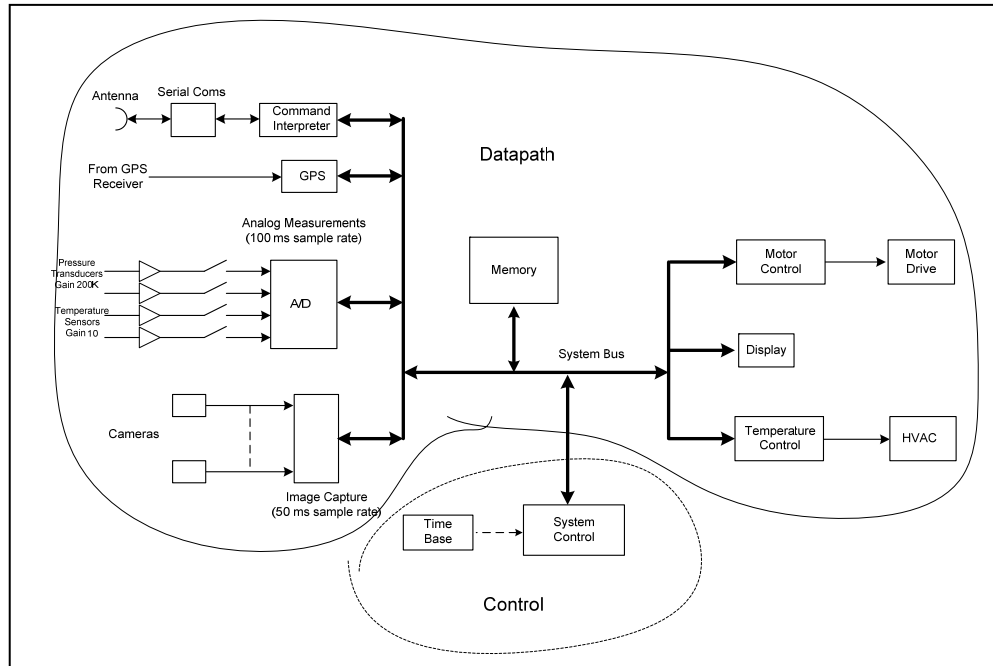 Antenna
Serial Coms
Command
Interpreter
From GPS
Receiver
GPS
Datapath
Analog Measurements
(100 ms sample rate)
Pressure
Transducers
Gain 200K
Temperature
Sensors
Gain 10
A/D
Memory
Motor
Control
Motor
Drive
System Bus
Display
Cameras
Temperature
Control
HVAC
Image Capture
(50 ms sample rate)
Time
Base
System
Control
Control